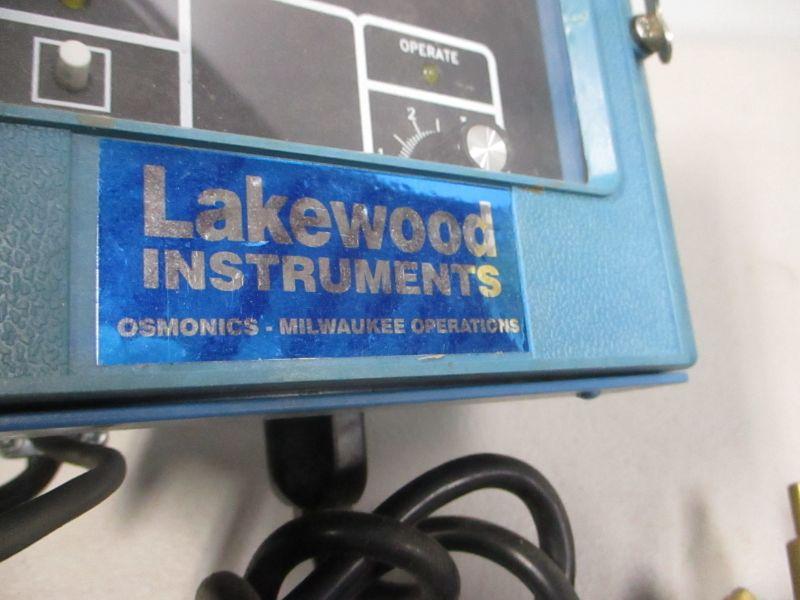 OPERATE
2
1
Lakewood
INSTRUMENTS
OSMONICS - MILWAUKEE OPERATIONS